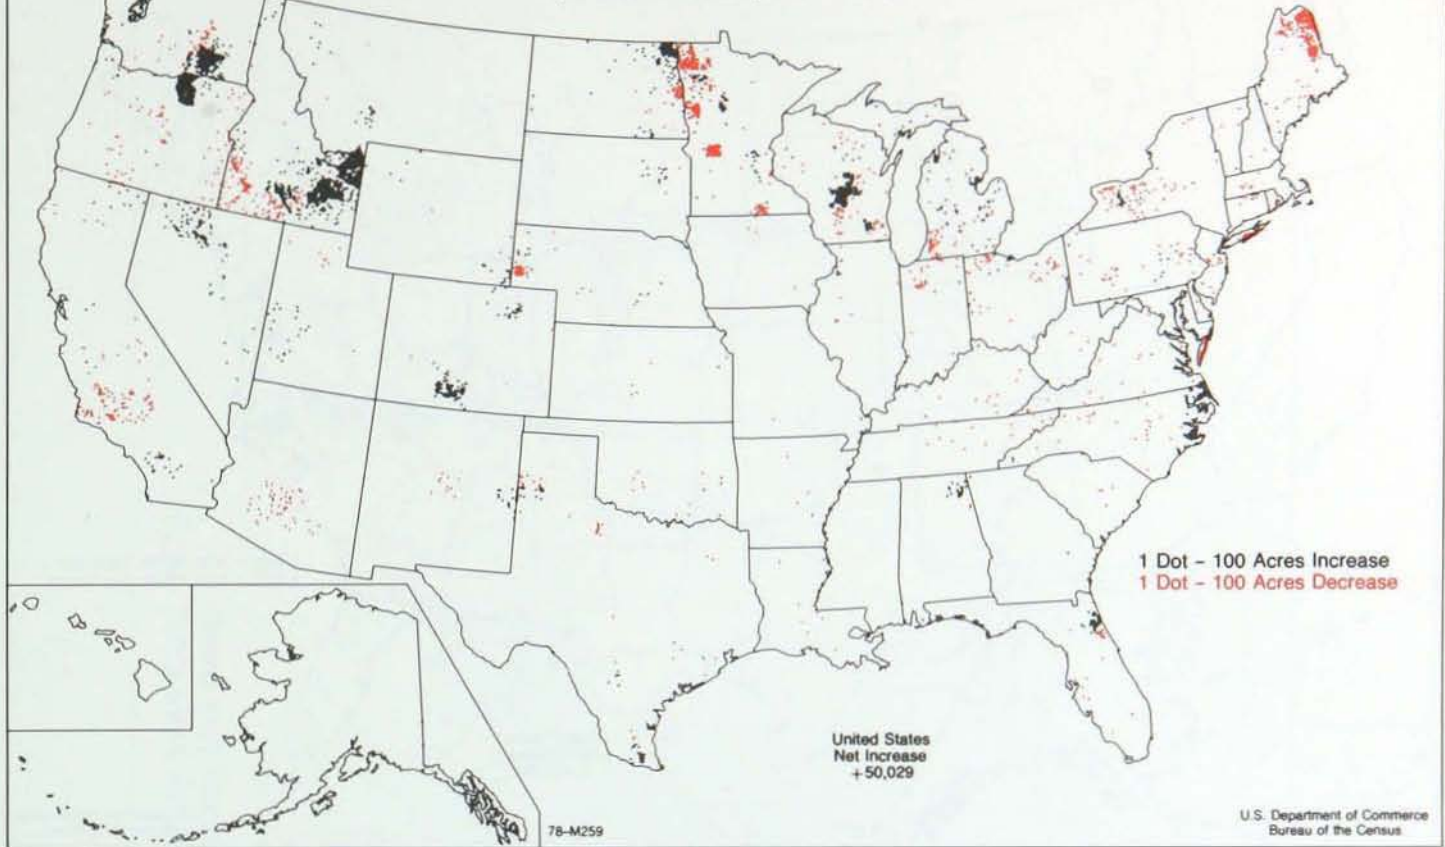 1 Dot – 100 Acres Increase
1 Dot – 100 Acres Decrease
United States
Net Increase
+50,029
78-M259
U.S. Department of Commerce
Bureau of the Census